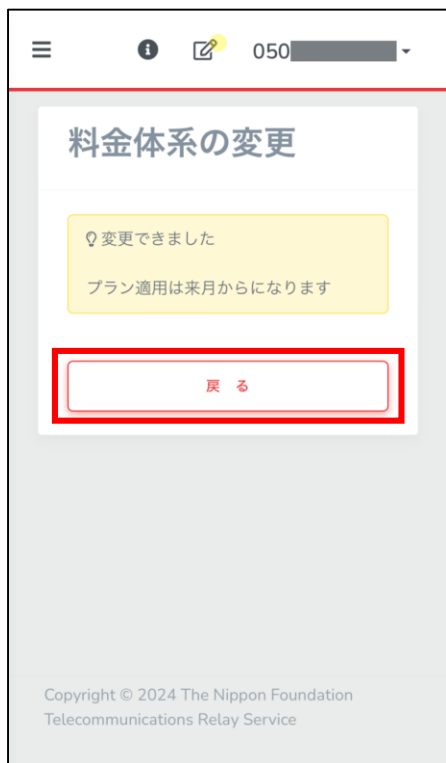 050
料金体系の変更
変更できました
プラン適用は来月からになります
戻 る
Copyright © 2024 The Nippon Foundation
Telecommunications Relay Service